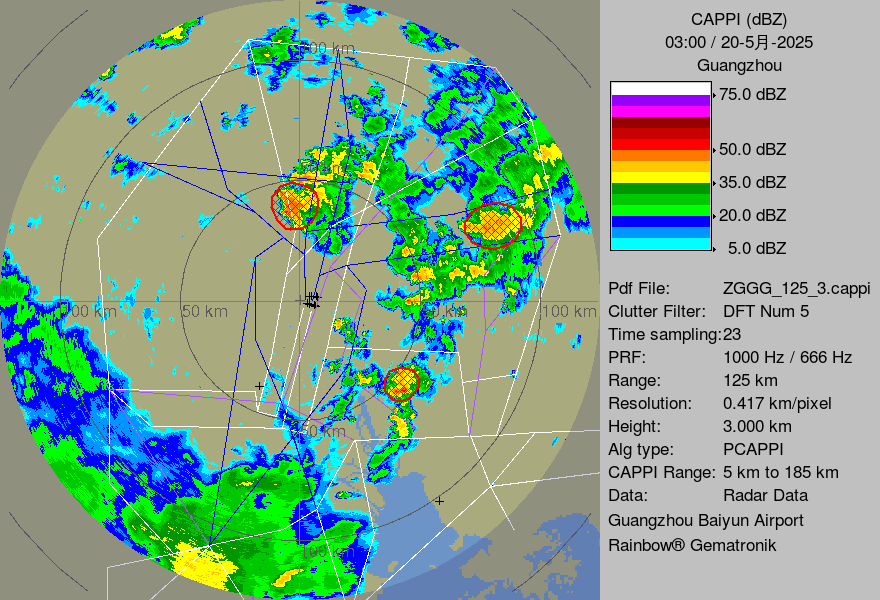 CAPPI (dBZ)
03:00 / 20-5月-2025
Guangzhou
75.0 dBZ
50.0 dBZ
35.0 dBZ
20.0 dBZ
5.0 dBZ
Pdf File: ZGGG_125_3.cappi
Clutter Filter: DFT Num 5
Time sampling:23
PRF: 1000 Hz / 666 Hz
Range: 125 km
Resolution: 0.417 km/pixel
Height: 3.000 km
Alg type: PCAPPI
CAPPI Range: 5 km to 185 km
Data: Radar Data
Guangzhou Baiyun Airport
Rainbow® Gematronik
100 km
100 km
50 km
50 km
100 km
50 km
100 km